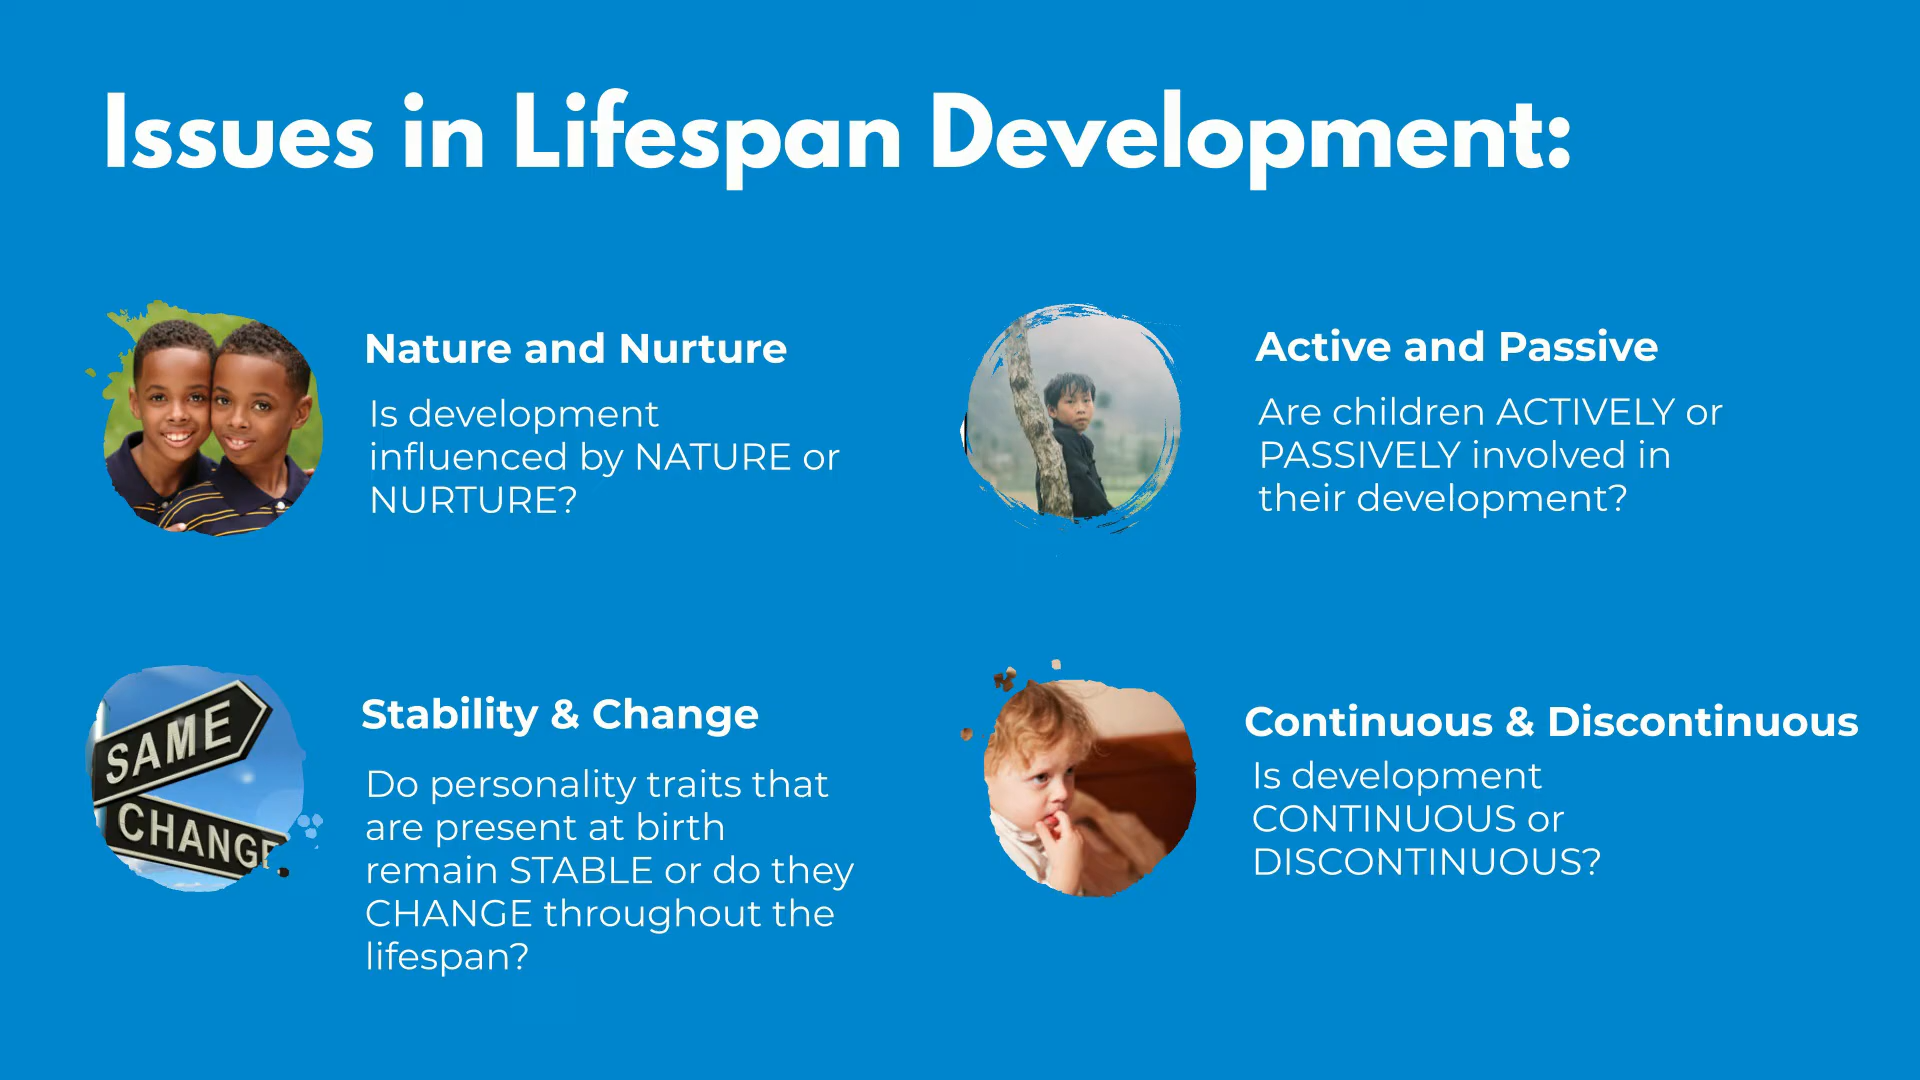 Issues in Lifespan Development:
Nature and Nurture
Is development
influenced by NATURE or
NURTURE?
Active and Passive
Are children ACTIVELY or
PASSIVELY involved in
their development?
SAME
CHANGE
Stability & Change
Do personality traits that
are present at birth
remain STABLE or do they
CHANGE throughout the
lifespan?
Continuous & Discontinuous
Is development
CONTINUOUS or
DISCONTINUOUS?